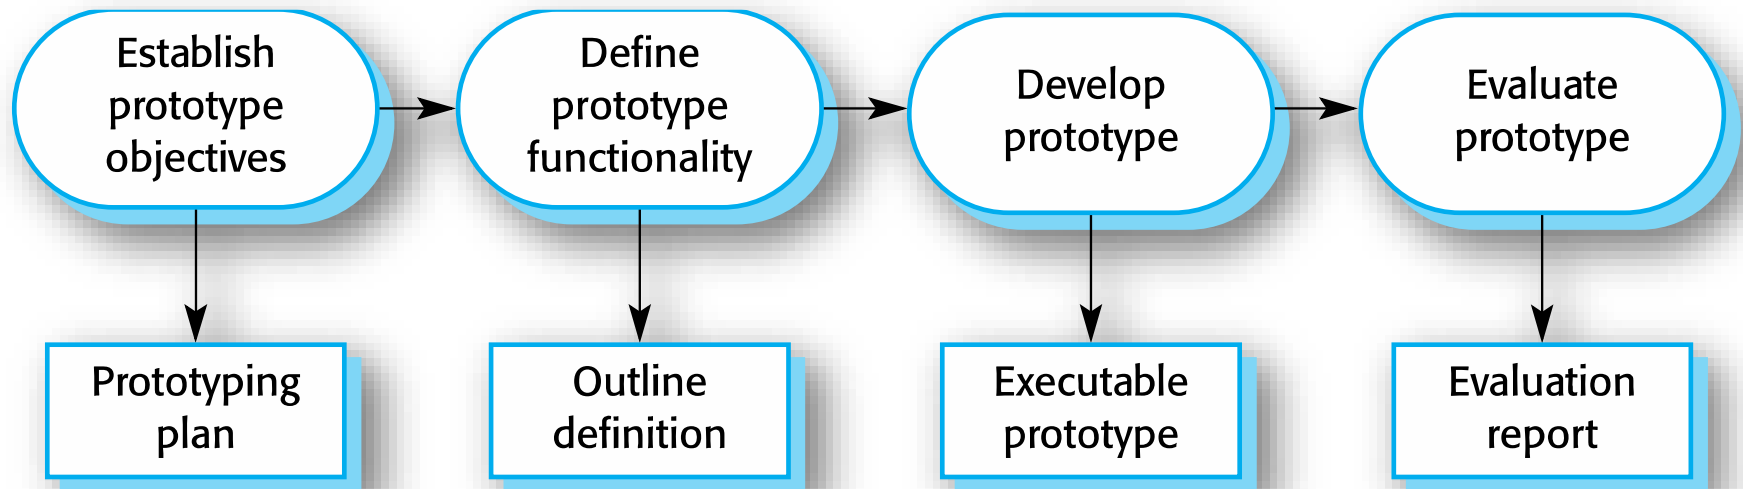 Establish
prototype
objectives
Define
prototype
functionality
Develop
prototype
Evaluate
prototype
Prototyping
plan
Outline
definition
Executable
prototype
Evaluation
report